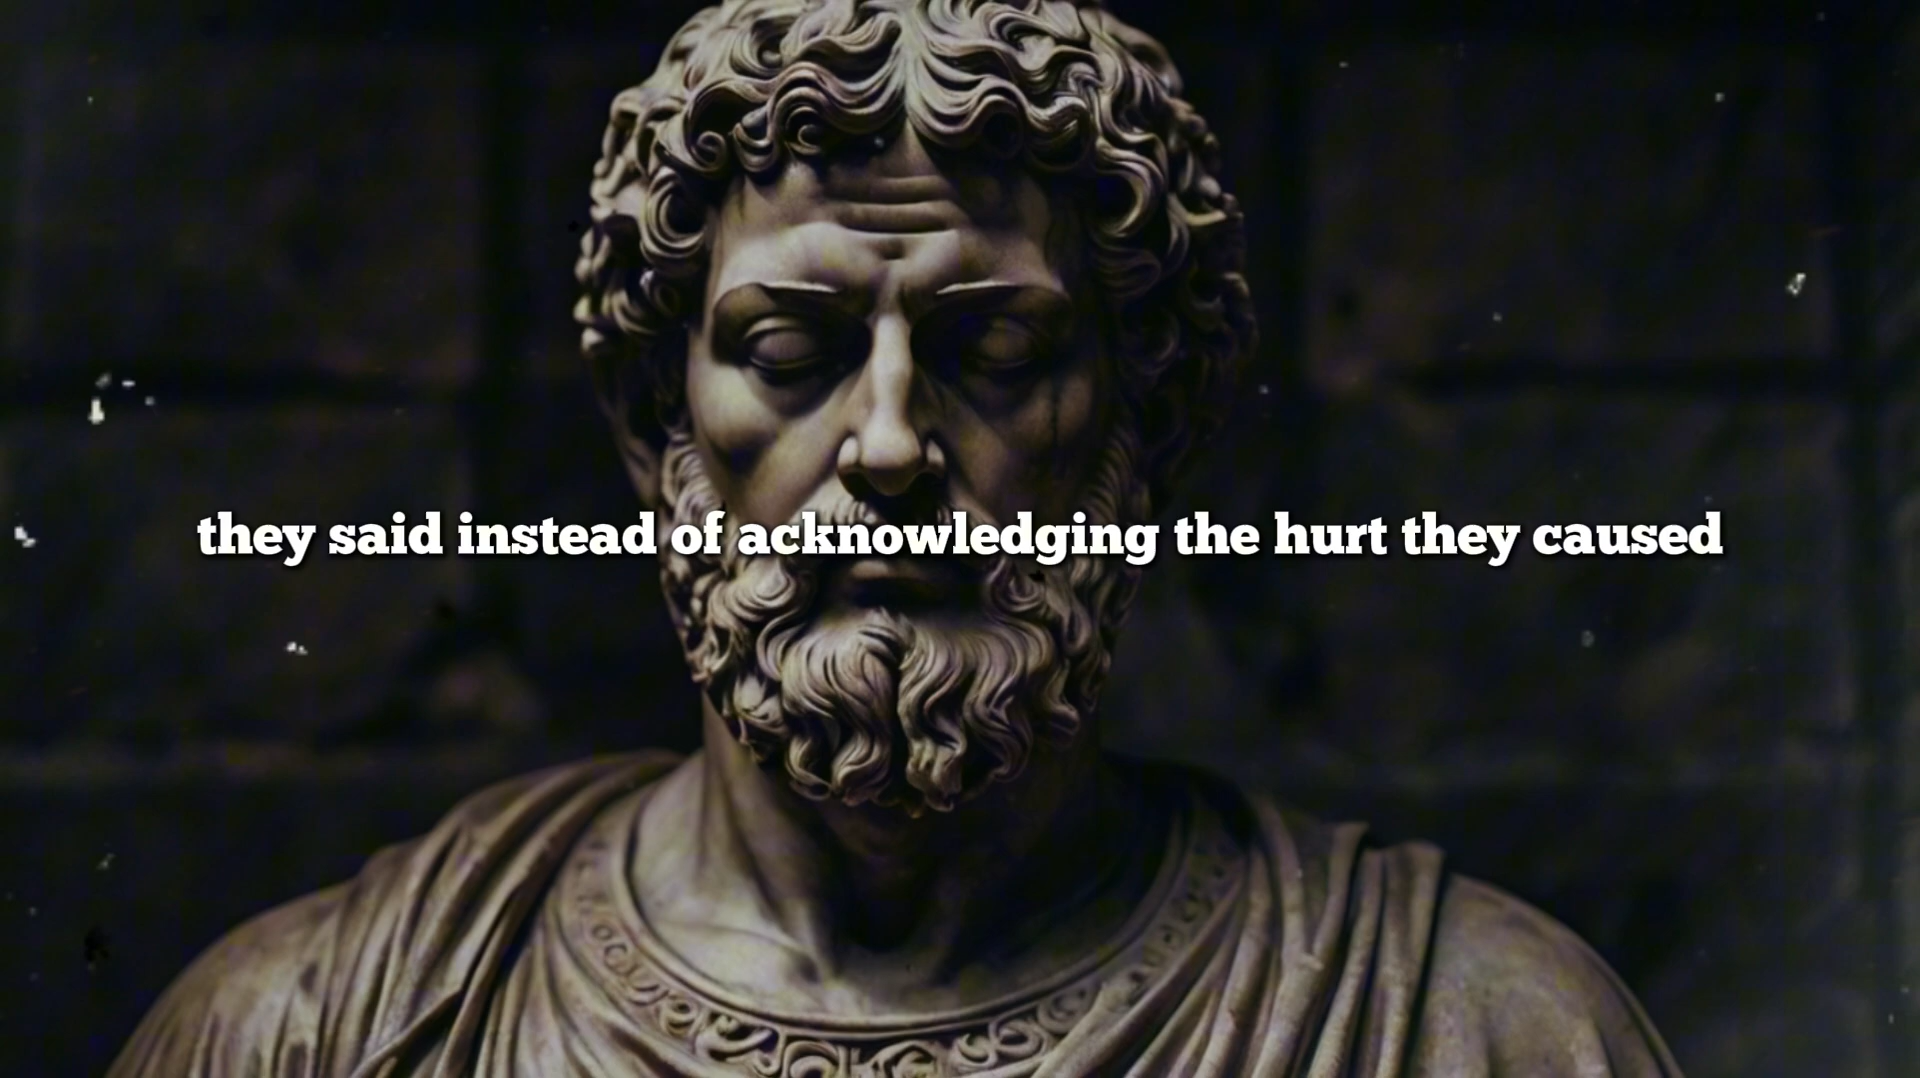 they said instead of acknowledging the hurt they caused